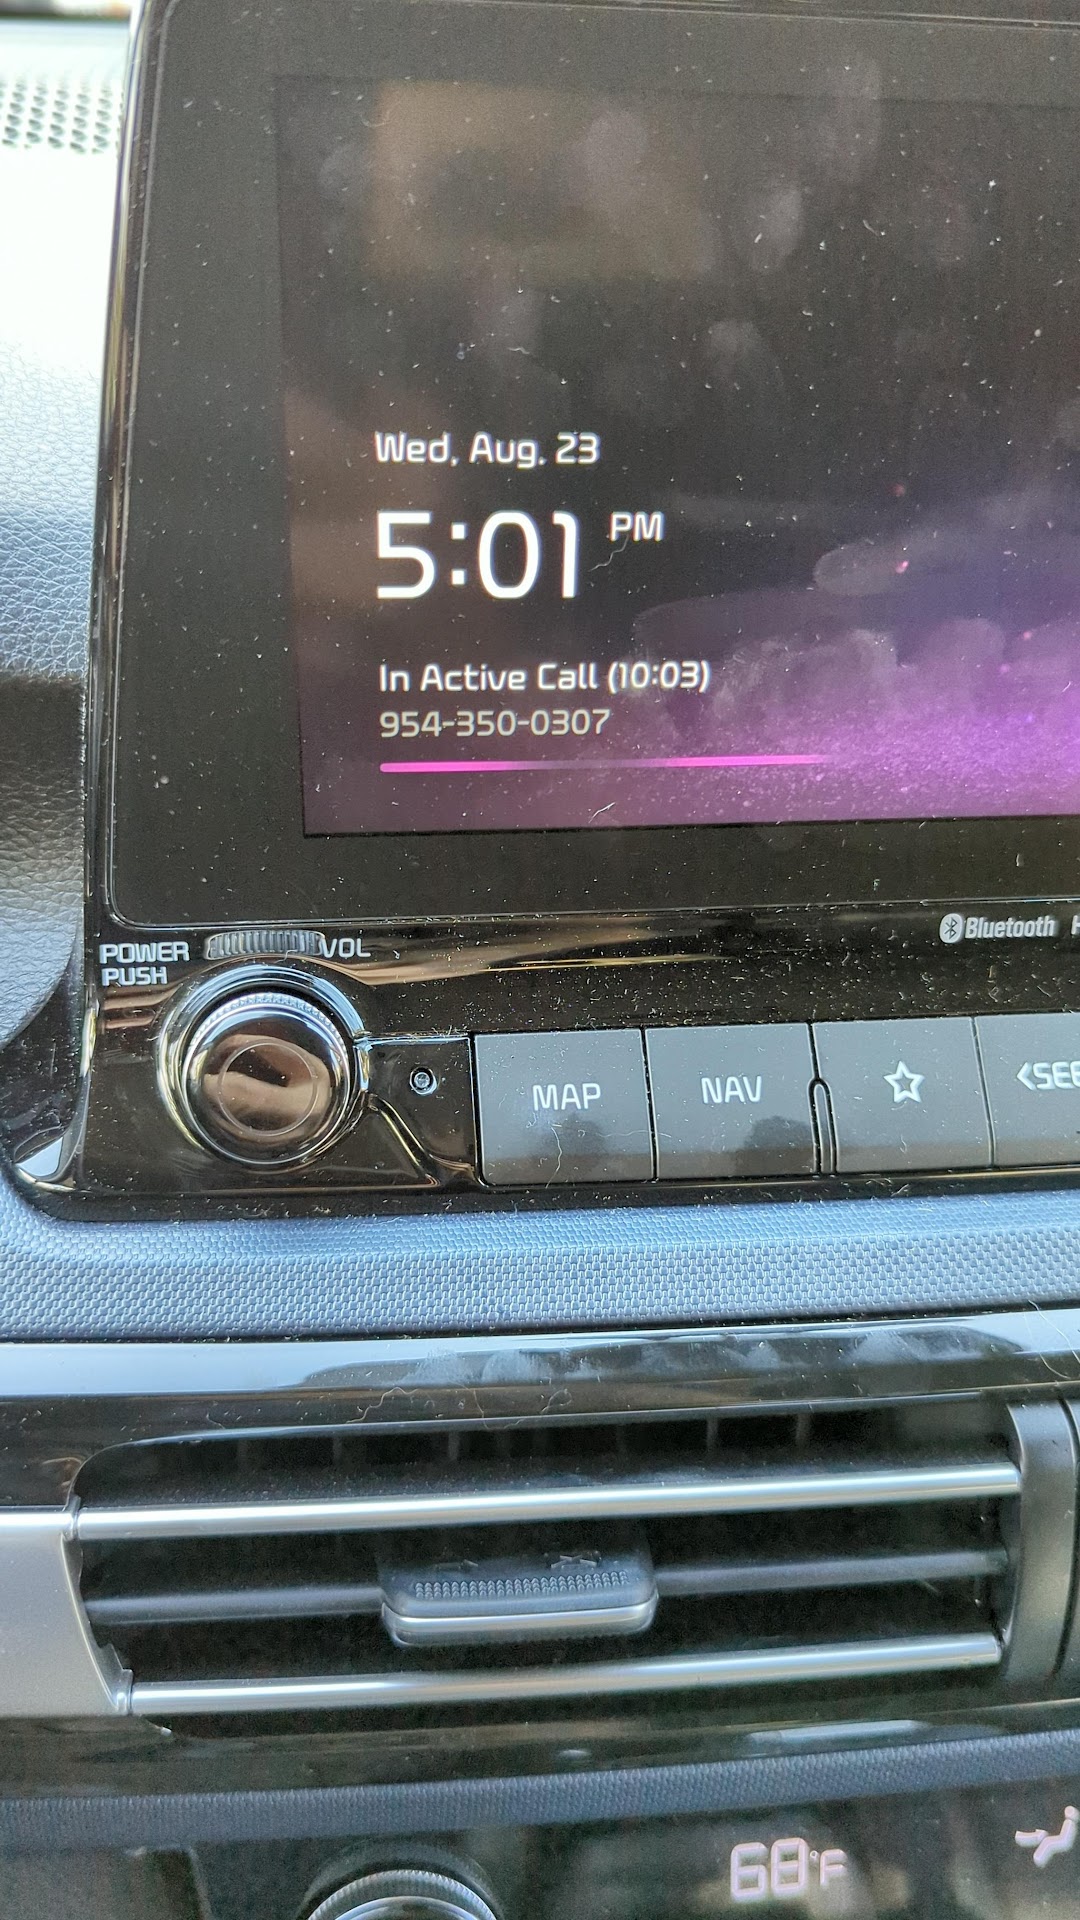 Wed, Aug. 23
5:01 PM
In Active Call (10:03)
954-350-0307
Bluetooth
POWER VOL
PUSH
MAP NAV
68°F